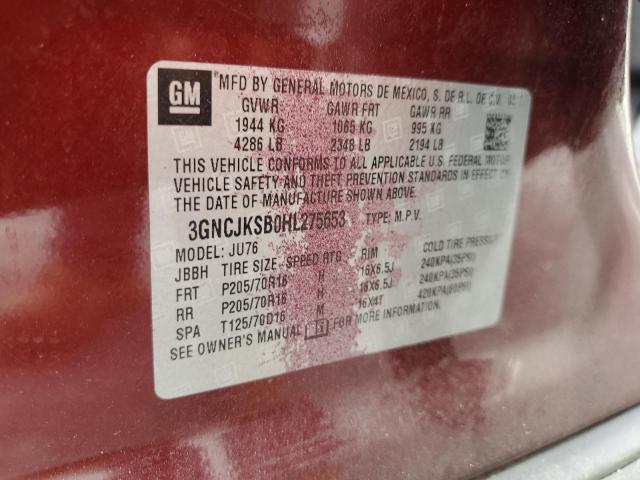 GM
MFD BY GENERAL MOTORS DE MEXICO, S. DE R.L. DE C.V.
GVWR GAWR FRT GAWR RR
1944 KG 1065 KG 995 KG
4286 LB 2348 LB 2194 LB
THIS VEHICLE CONFORMS TO ALL APPLICABLE U.S. FEDERAL MOTOR
VEHICLE SAFETY AND THEFT PREVENTION STANDARDS IN EFFECT ON
THE DATE OF MANUFACTURE SHOWN ABOVE.
3GNCJKSB0HL275653 TYPE: M.P.V.
MODEL: JU76
JBBH TIRE SIZE SPEED RTG RIM COLD TIRE PRESSURE
FRT P205/70R16 H 16X6.5J 240KPA(35PSI)
RR P205/70R16 H 16X6.5J 240KPA(35PSI)
SPA T125/70D16 M 16X4T 420KPA(60PSI)
SEE OWNER'S MANUAL FOR MORE INFORMATION.